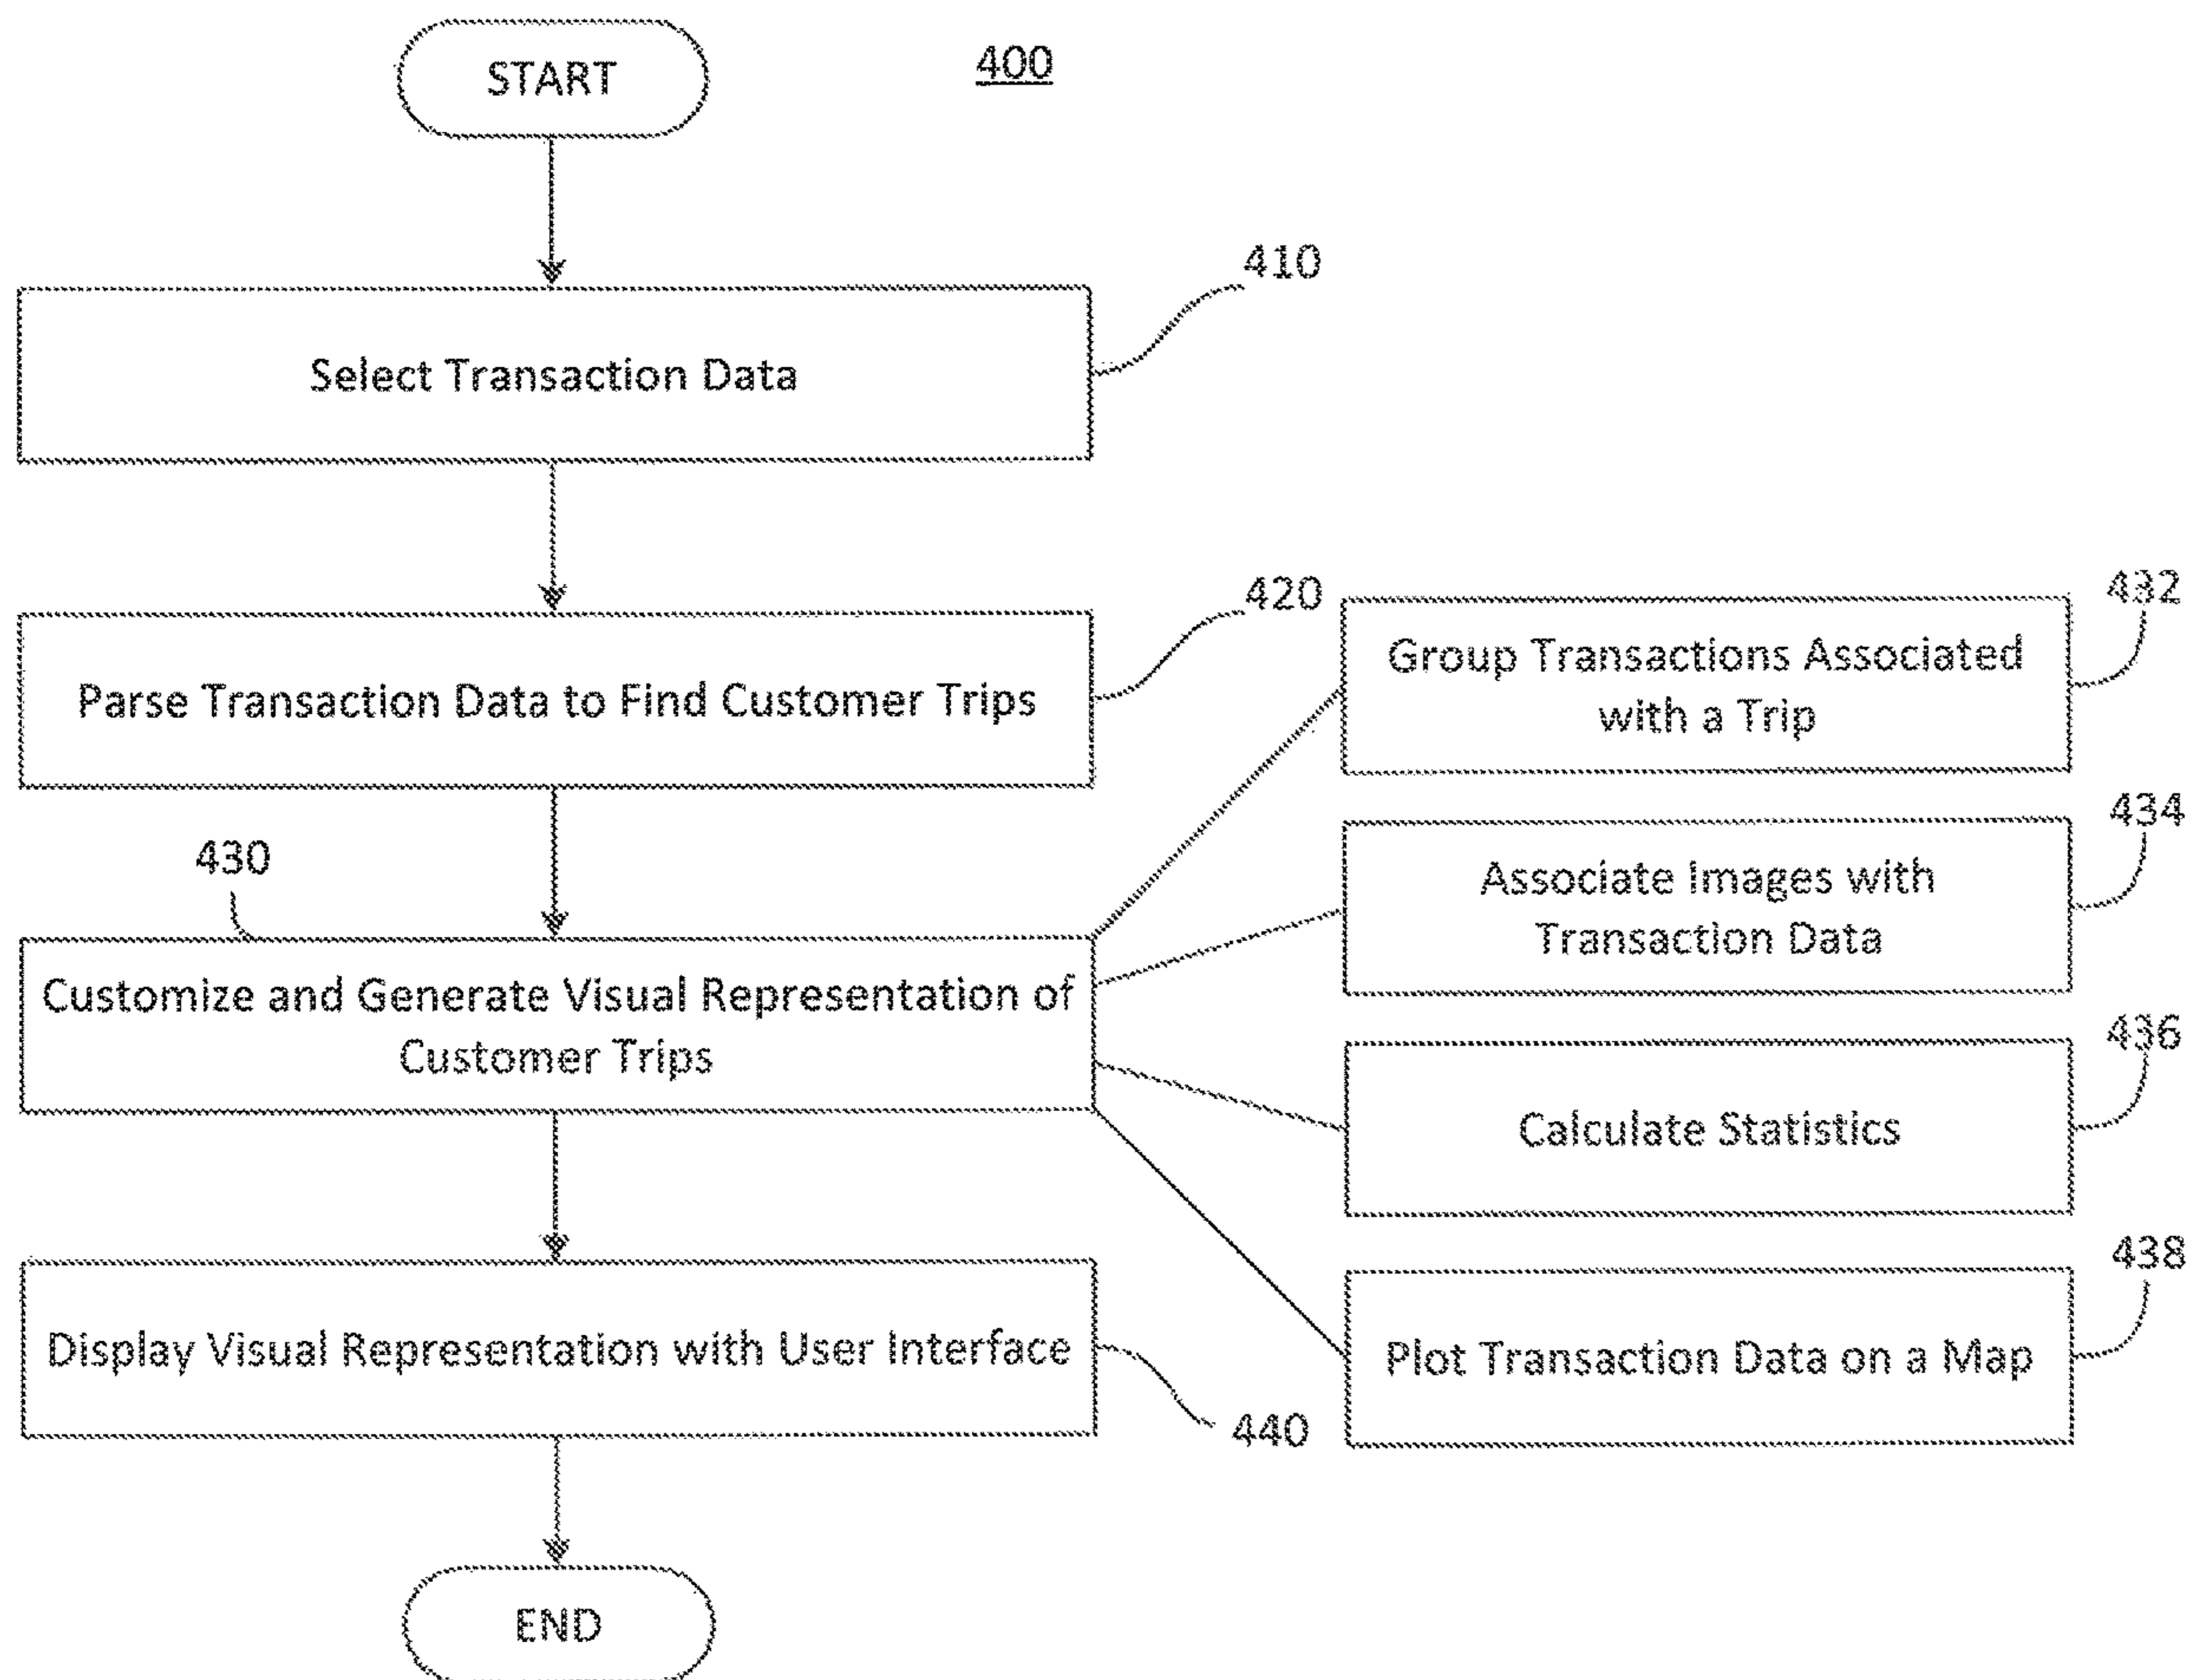 START
400
410
Select Transaction Data
420
Parse Transaction Data to Find Customer Trips
432
Group Transactions Associated
with a Trip
434
Associate Images with
Transaction Data
430
Customize and Generate Visual Representation of
Customer Trips
436
Calculate Statistics
438
Plot Transaction Data on a Map
Display Visual Representation with User Interface
440
END